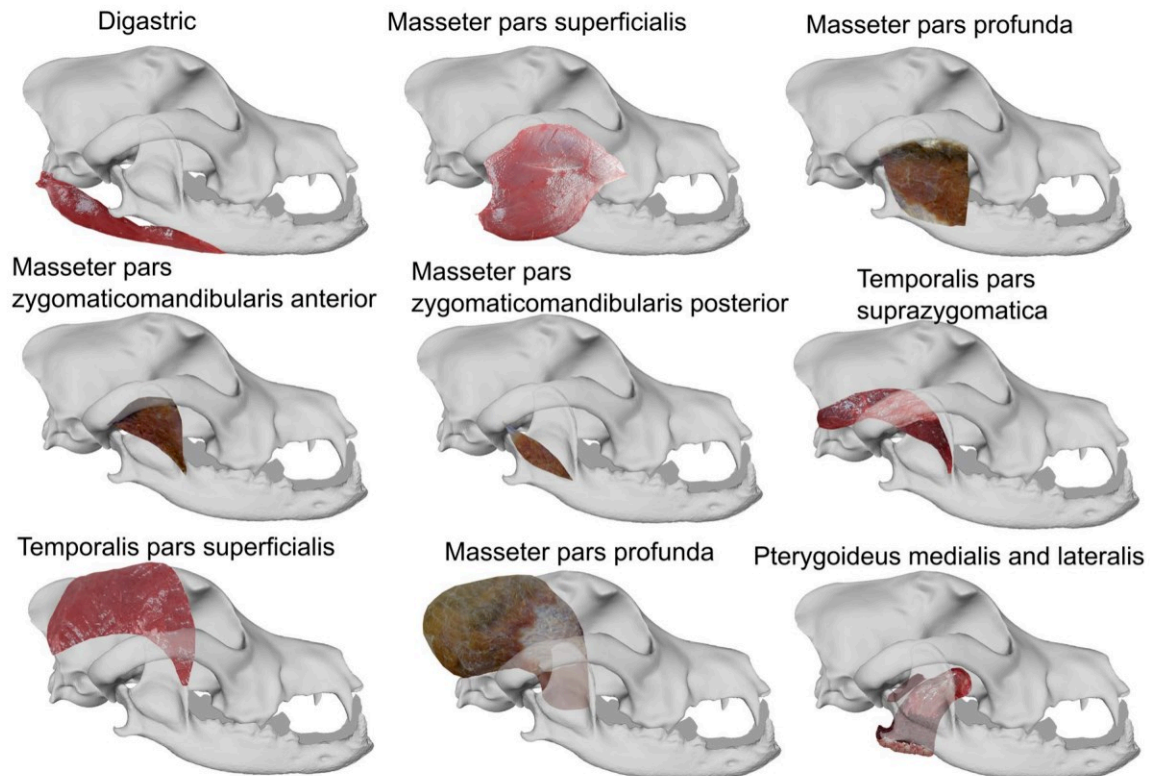 Digastric
Masseter pars superficialis
Masseter pars profunda
Masseter pars
zygomaticomandibularis anterior
Masseter pars
zygomaticomandibularis posterior
Temporalis pars
suprazygomatica
Temporalis pars superficialis
Masseter pars profunda
Pterygoideus medialis and lateralis